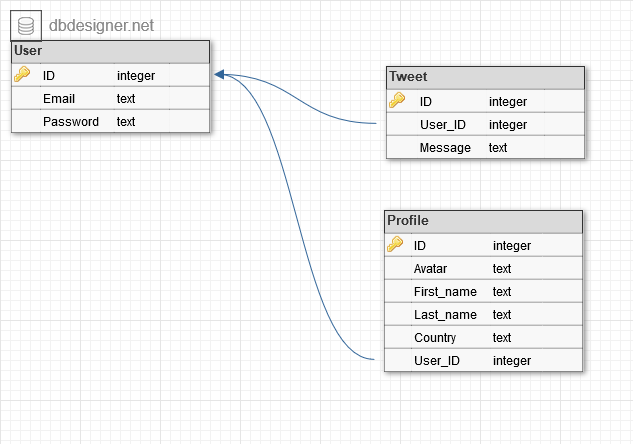 dbdesigner.net
User
ID integer
Email text
Password text
Tweet
ID integer
User_ID integer
Message text
Profile
ID integer
Avatar text
First_name text
Last_name text
Country text
User_ID integer